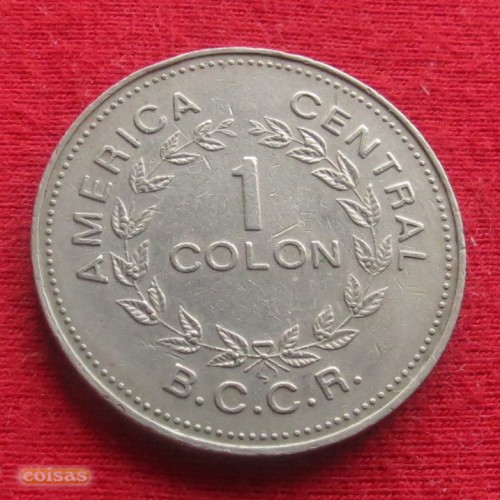 AMERICA CENTRAL
1
COLON
B.C.C.R.
coisas